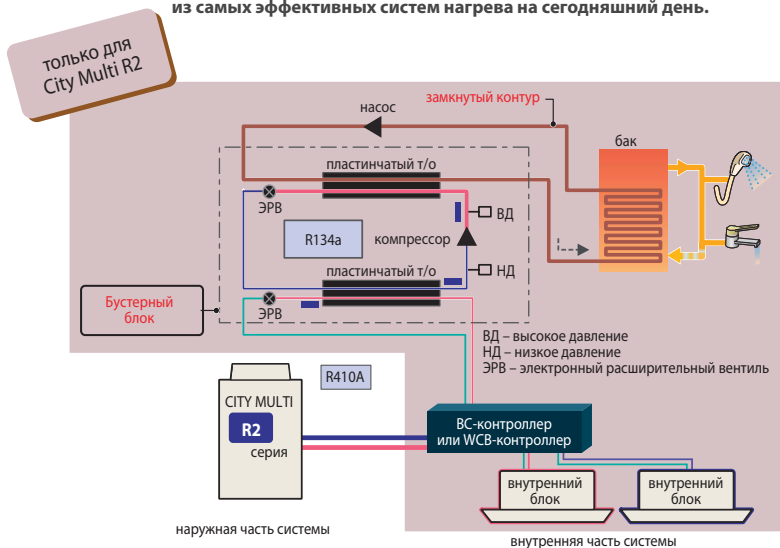 из самых эффективных систем нагрева на сегодняшний день.
только для
City Multi R2
насос
замкнутый контур
бак
пластинчатый т/о
ЭРВ
ВД
R134a
компрессор
пластинчатый т/о
НД
ЭРВ
Бустерный
блок
ВД – высокое давление
НД – низкое давление
ЭРВ – электронный расширительный вентиль
R410A
CITY MULTI
R2
серия
ВС-контроллер
или WCB-контроллер
внутренний
блок
внутренний
блок
наружная часть системы
внутренняя часть системы